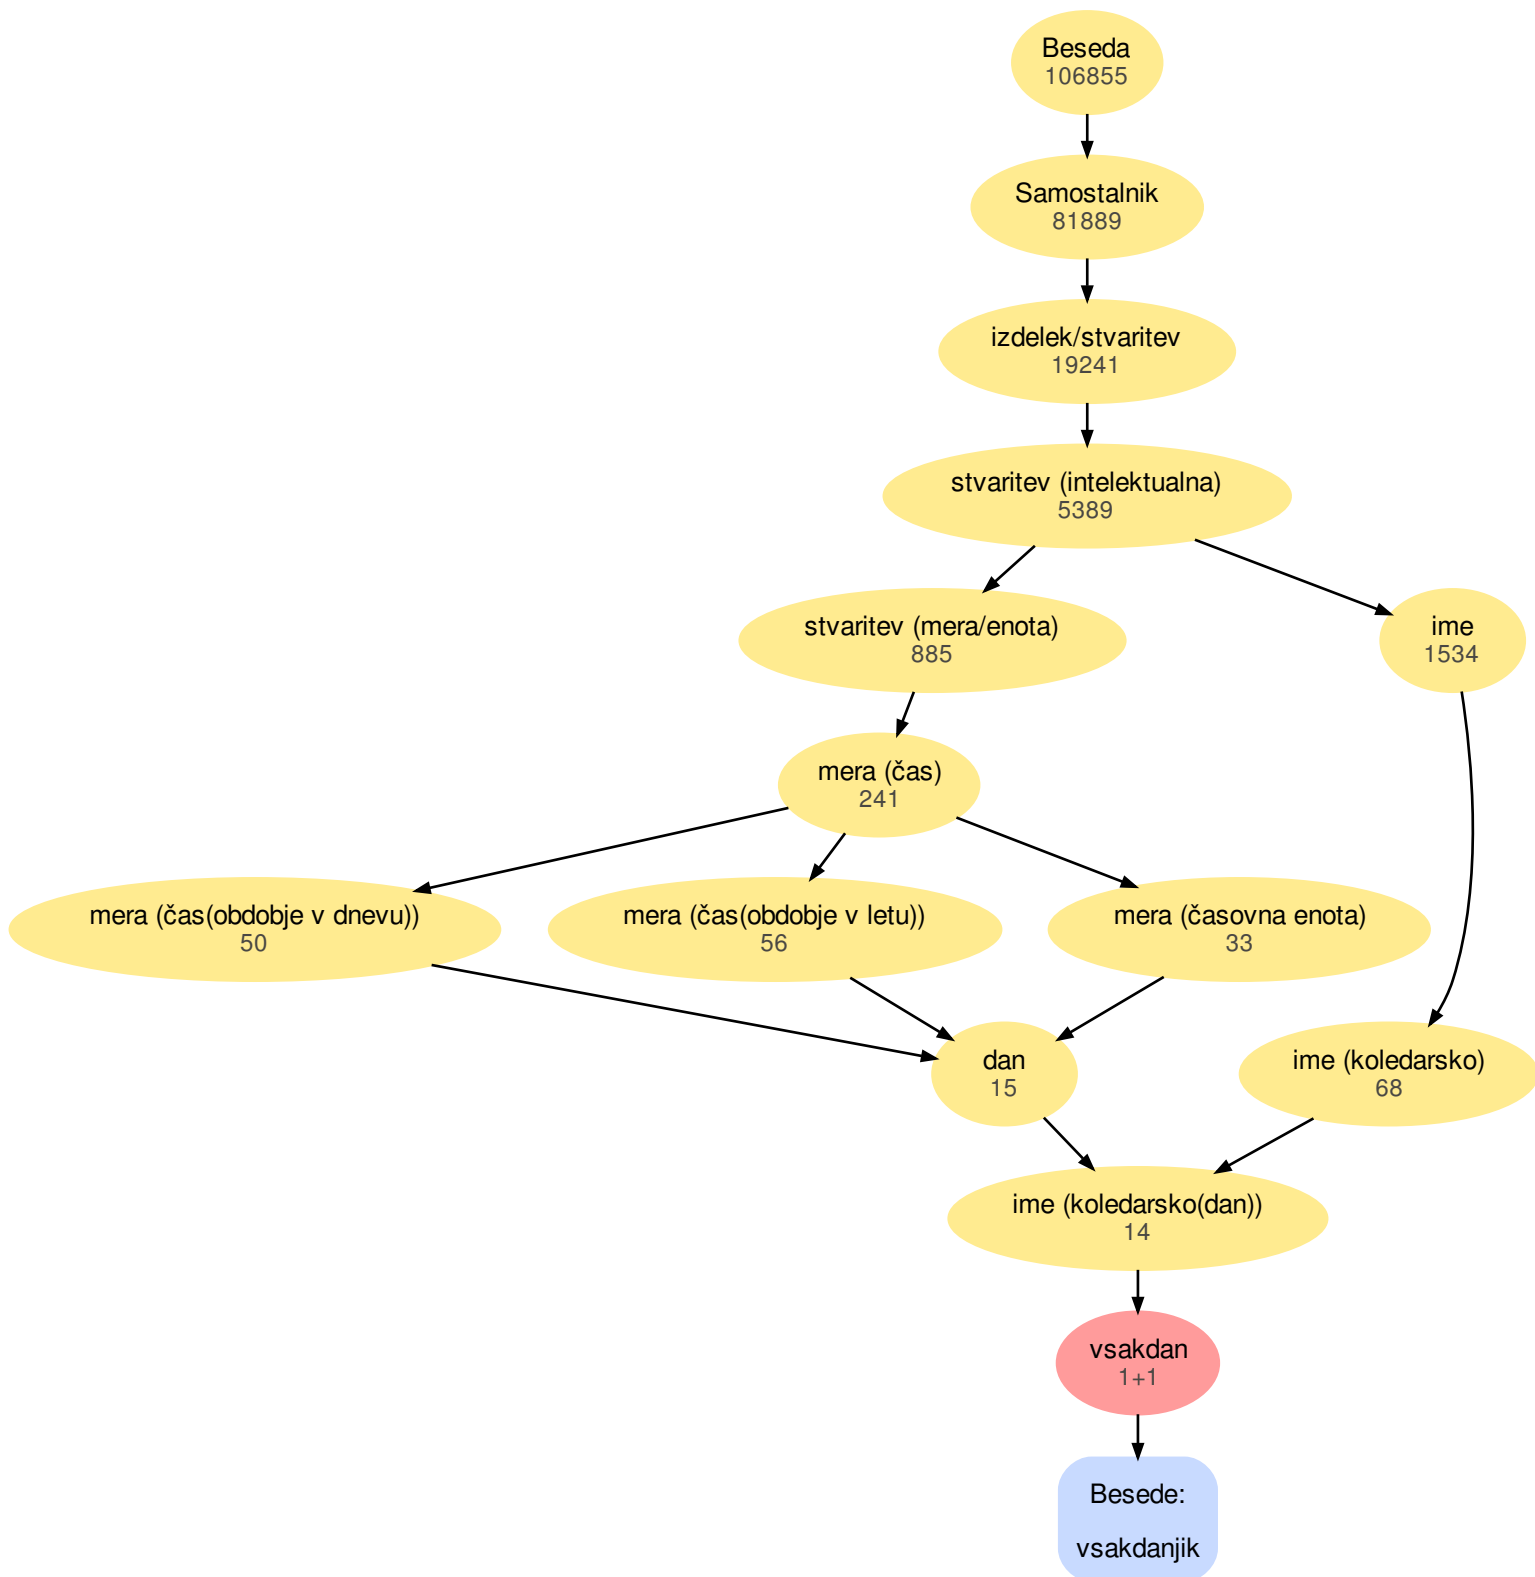 Beseda
106855
Samostalnik
81889
izdelek/stvaritev
19241
stvaritev (intelektualna)
5389
stvaritev (mera/enota)
885
ime
1534
mera (čas)
241
mera (čas(obdobje v dnevu))
50
mera (čas(obdobje v letu))
56
mera (časovna enota)
33
dan
15
ime (koledarsko)
68
ime (koledarsko(dan))
14
vsakdan
1+1
Besede:
vsakdanjik